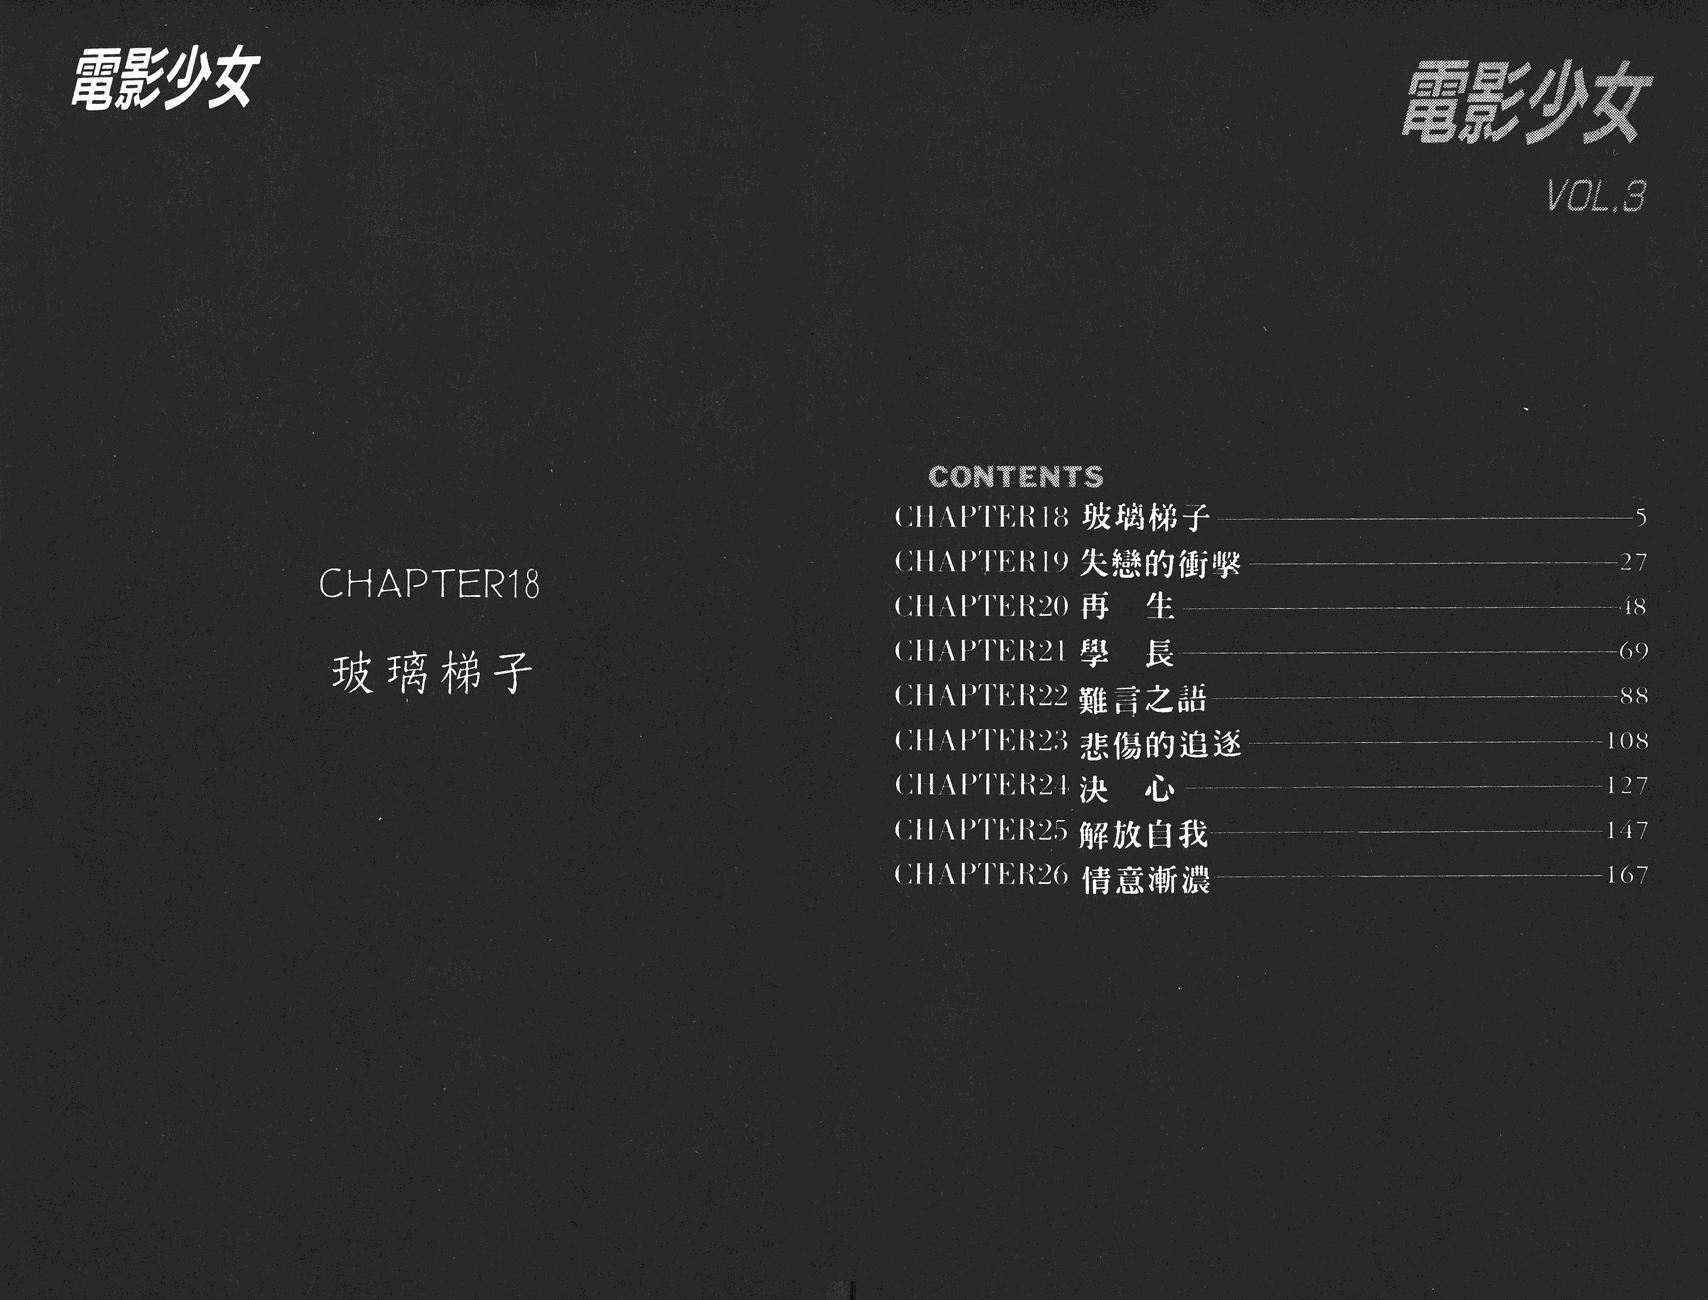 電影少女
VOL.3
CONTENTS
CHAPTER18 玻璃梯子 5
CHAPTER19 失戀的衝擊 27
CHAPTER20 再 生 48
CHAPTER21 學 長 69
CHAPTER22 難言之語 88
CHAPTER23 悲傷的追逐 108
CHAPTER24 決 心 127
CHAPTER25 解放自我 147
CHAPTER26 情意漸濃 167
電影少女
CHAPTER18
玻璃梯子